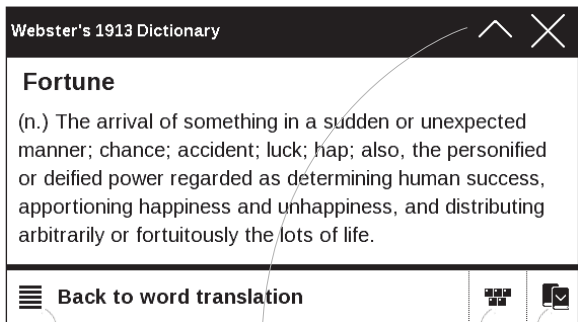 Webster's 1913 Dictionary
Fortune
(n.) The arrival of something in a sudden or unexpected
manner; chance; accident; luck; hap; also, the personified
or deified power regarded as determining human success,
apportioning happiness and unhappiness, and distributing
arbitrarily or fortuitously the lots of life.
Back to word translation